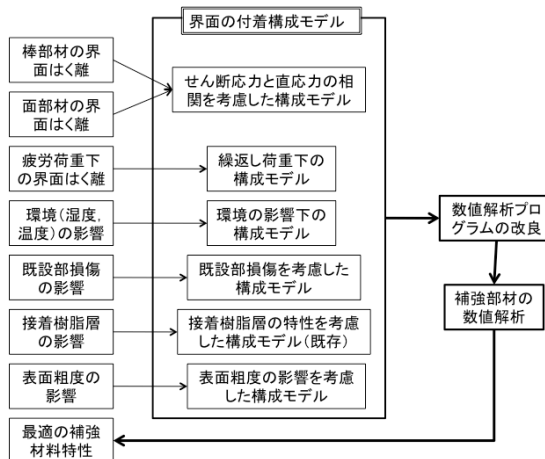 界面の付着構成モデル
棒部材の界
面はく離
面部材の界
面はく離
せん断応力と直応力の相
関を考慮した構成モデル
疲労荷重下
の界面はく離
繰返し荷重下の
構成モデル
環境(湿度,
温度)の影響
環境の影響下の
構成モデル
既設部損傷
の影響
既設部損傷を考慮した
構成モデル
接着樹脂層
の影響
接着樹脂層の特性を考慮
した構成モデル(既存)
表面粗度の
影響
表面粗度の影響を考慮
した構成モデル
最適の補強
材料特性
数値解析プロ
グラムの改良
補強部材の
数値解析